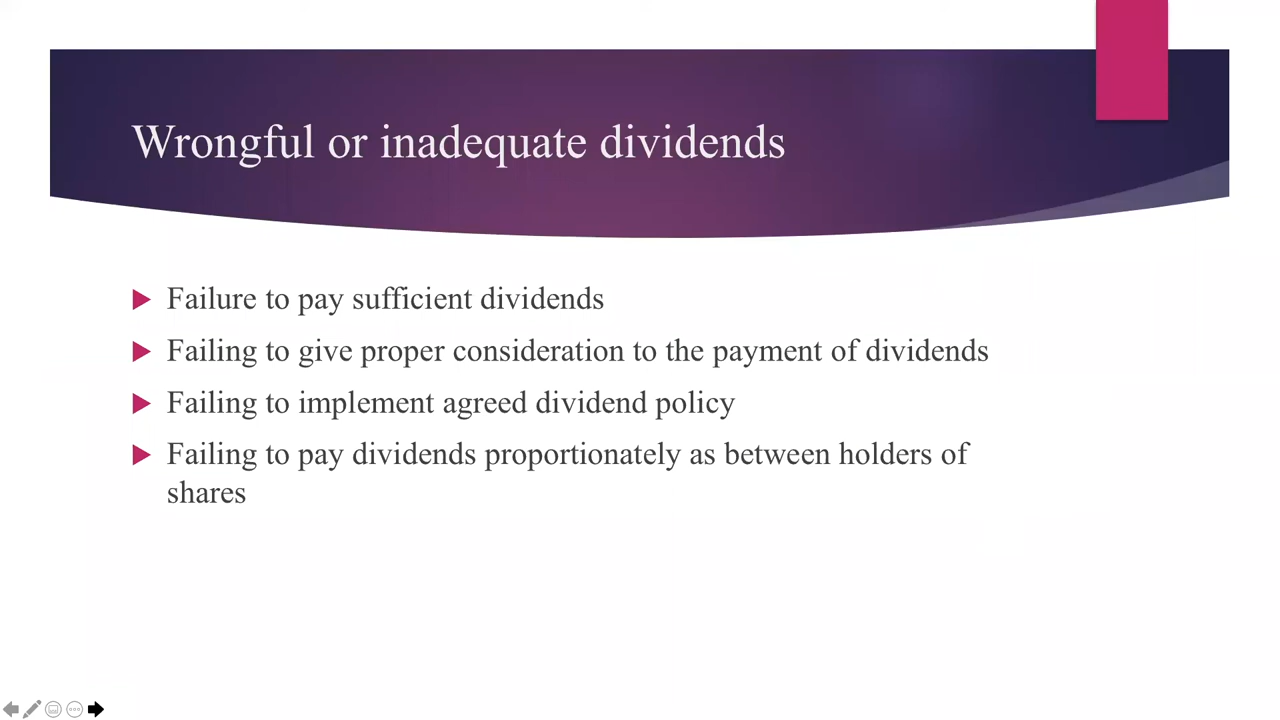 Wrongful or inadequate dividends
Failure to pay sufficient dividends
Failing to give proper consideration to the payment of dividends
Failing to implement agreed dividend policy
Failing to pay dividends proportionately as between holders of
shares